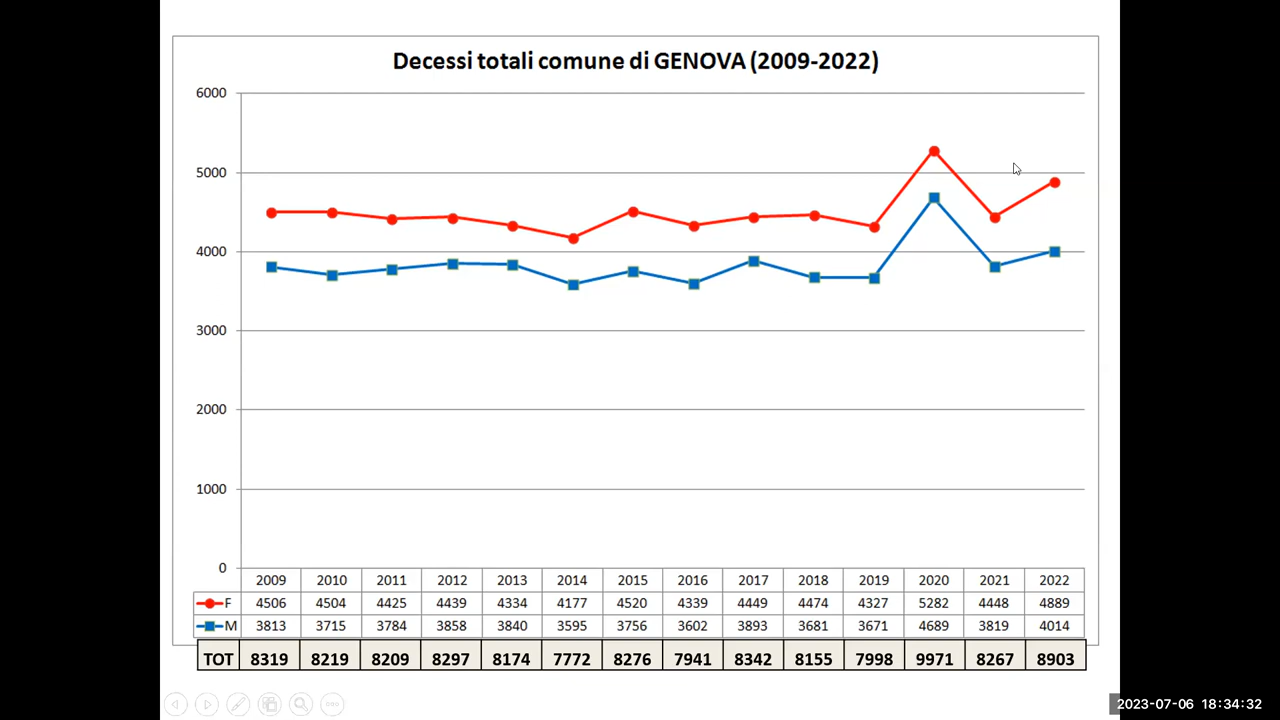 Decessi totali comune di GENOVA (2009-2022)
6000
5000
4000
3000
2000
1000
0
2009 2010 2011 2012 2013 2014 2015 2016 2017 2018 2019 2020 2021 2022
F 4506 4504 4425 4439 4334 4177 4520 4339 4449 4474 4327 5282 4448 4889
M 3813 3715 3784 3858 3840 3595 3756 3602 3893 3681 3671 4689 3819 4014
TOT 8319 8219 8209 8297 8174 7772 8276 7941 8342 8155 7998 9971 8267 8903
2023-07-06 18:34:32